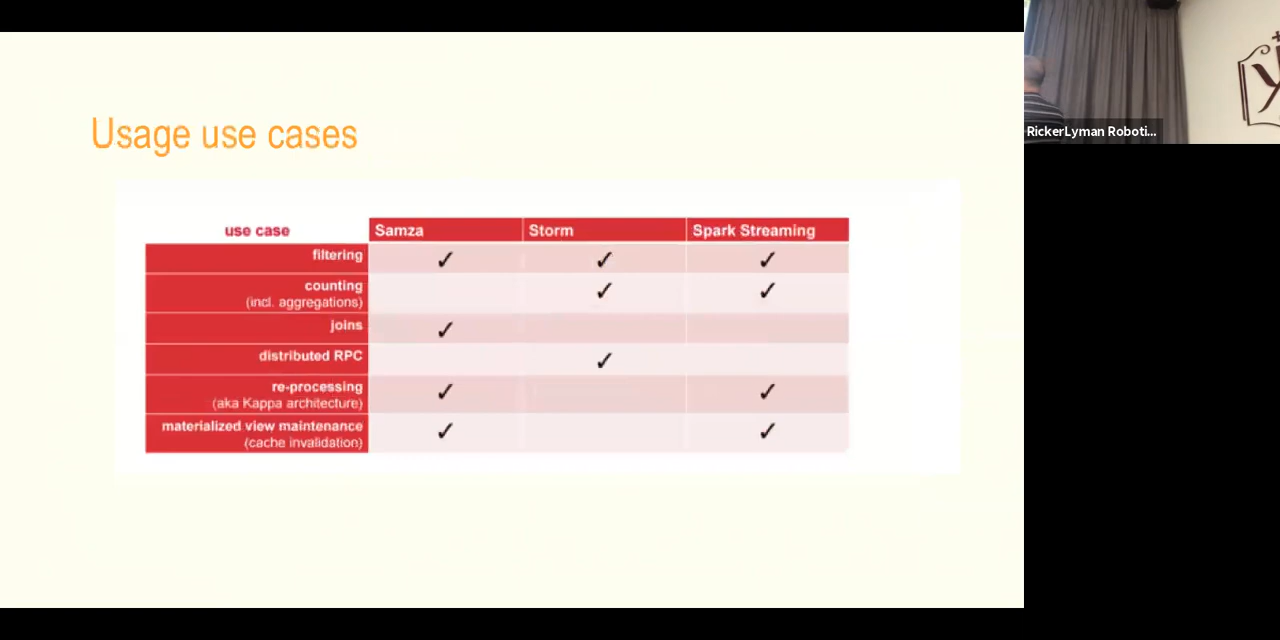 Usage use cases
use case Samza Storm Spark Streaming
filtering ✓ ✓ ✓
counting ✓ ✓
(incl. aggregations)
joins ✓
distributed RPC ✓
re-processing ✓ ✓
(aka Kappa architecture)
materialized view maintenance ✓ ✓
(cache invalidation)
RickerLyman Roboti...